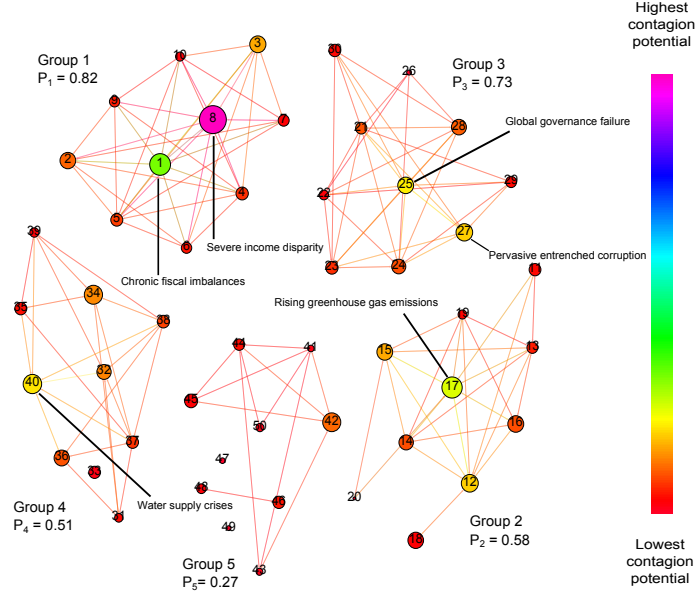 Highest
contagion
potential
Group 1
P1 = 0.82
10
3
9
8
7
2
1
4
5
6
Severe income disparity
Chronic fiscal imbalances
30
26
Group 3
P3 = 0.73
21
28
Global governance failure
25
22
29
27
23
24
Pervasive entrenched corruption
Rising greenhouse gas emissions
11
19
13
15
17
16
14
12
20
18
Group 2
P2 = 0.58
39
34
35
38
32
40
37
36
33
31
Water supply crises
Group 4
P4 = 0.51
44
41
45
42
50
47
48
46
49
43
Group 5
P5= 0.27
Lowest
contagion
potential